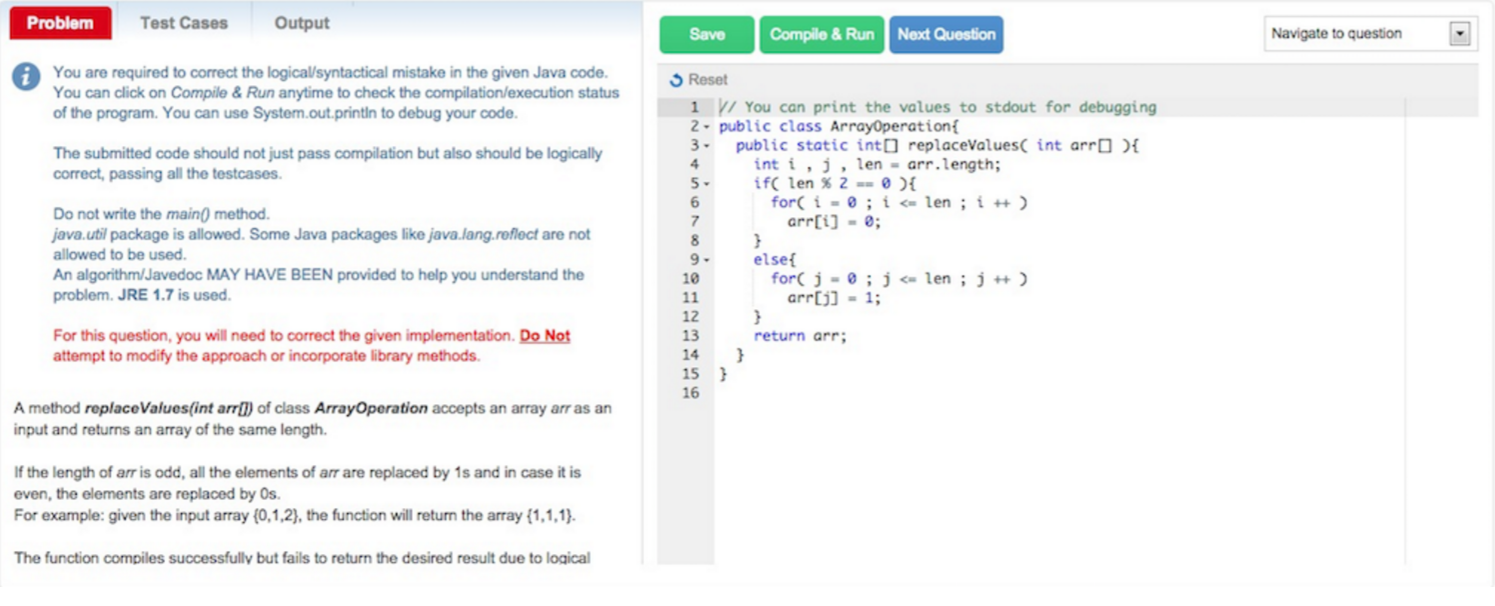 Problem
Test Cases
Output
You are required to correct the logical/syntactical mistake in the given Java code.
You can click on Compile & Run anytime to check the compilation/execution status
of the program. You can use System.out.println to debug your code.
The submitted code should not just pass compilation but also should be logically
correct, passing all the testcases.
Do not write the main() method.
java.util package is allowed. Some Java packages like java.lang.reflect are not
allowed to be used.
An algorithm/Javedoc MAY HAVE BEEN provided to help you understand the
problem. JRE 1.7 is used.
For this question, you will need to correct the given implementation. Do Not
attempt to modify the approach or incorporate library methods.
A method replaceValues(int arr[]) of class ArrayOperation accepts an array arr as an
input and returns an array of the same length.
If the length of arr is odd, all the elements of arr are replaced by 1s and in case it is
even, the elements are replaced by 0s.
For example: given the input array {0,1,2}, the function will return the array {1,1,1}.
The function compiles successfully but fails to return the desired result due to logical
Save
Compile & Run
Next Question
Navigate to question
Reset
1 // You can print the values to stdout for debugging
2 public class ArrayOperation{
3 public static int[] replaceValues( int arr[] ){
4 int i , j , len = arr.length;
5 if( len % 2 == 0 ){
6 for( i = 0 ; i <= len ; i ++ )
7 arr[i] = 0;
8 }
9 else{
10 for( j = 0 ; j <= len ; j ++ )
11 arr[j] = 1;
12 }
13 return arr;
14 }
15 }
16